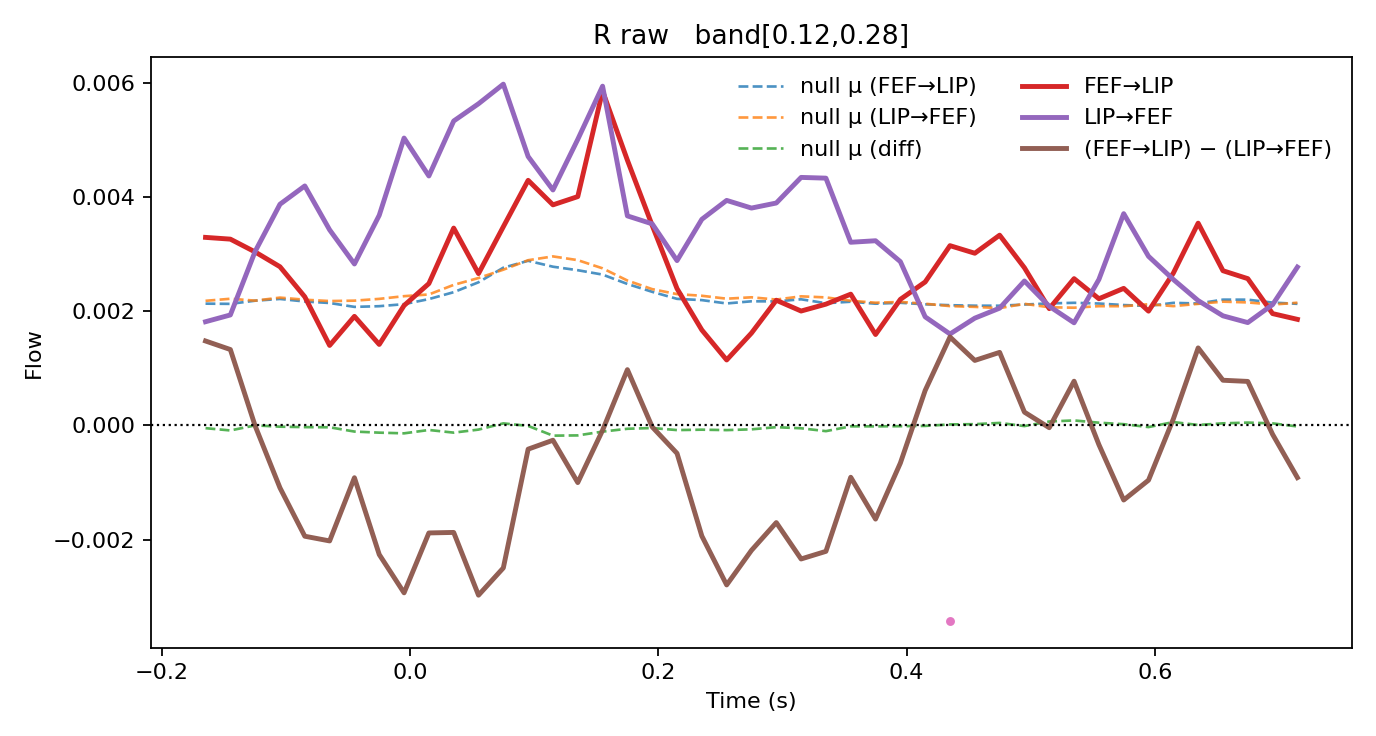 R raw   band[0.12,0.28]
null μ (FEF→LIP)
null μ (LIP→FEF)
null μ (diff)
FEF→LIP
LIP→FEF
(FEF→LIP) − (LIP→FEF)
Flow
0.006
0.004
0.002
0.000
−0.002
−0.2
0.0
0.2
0.4
0.6
Time (s)